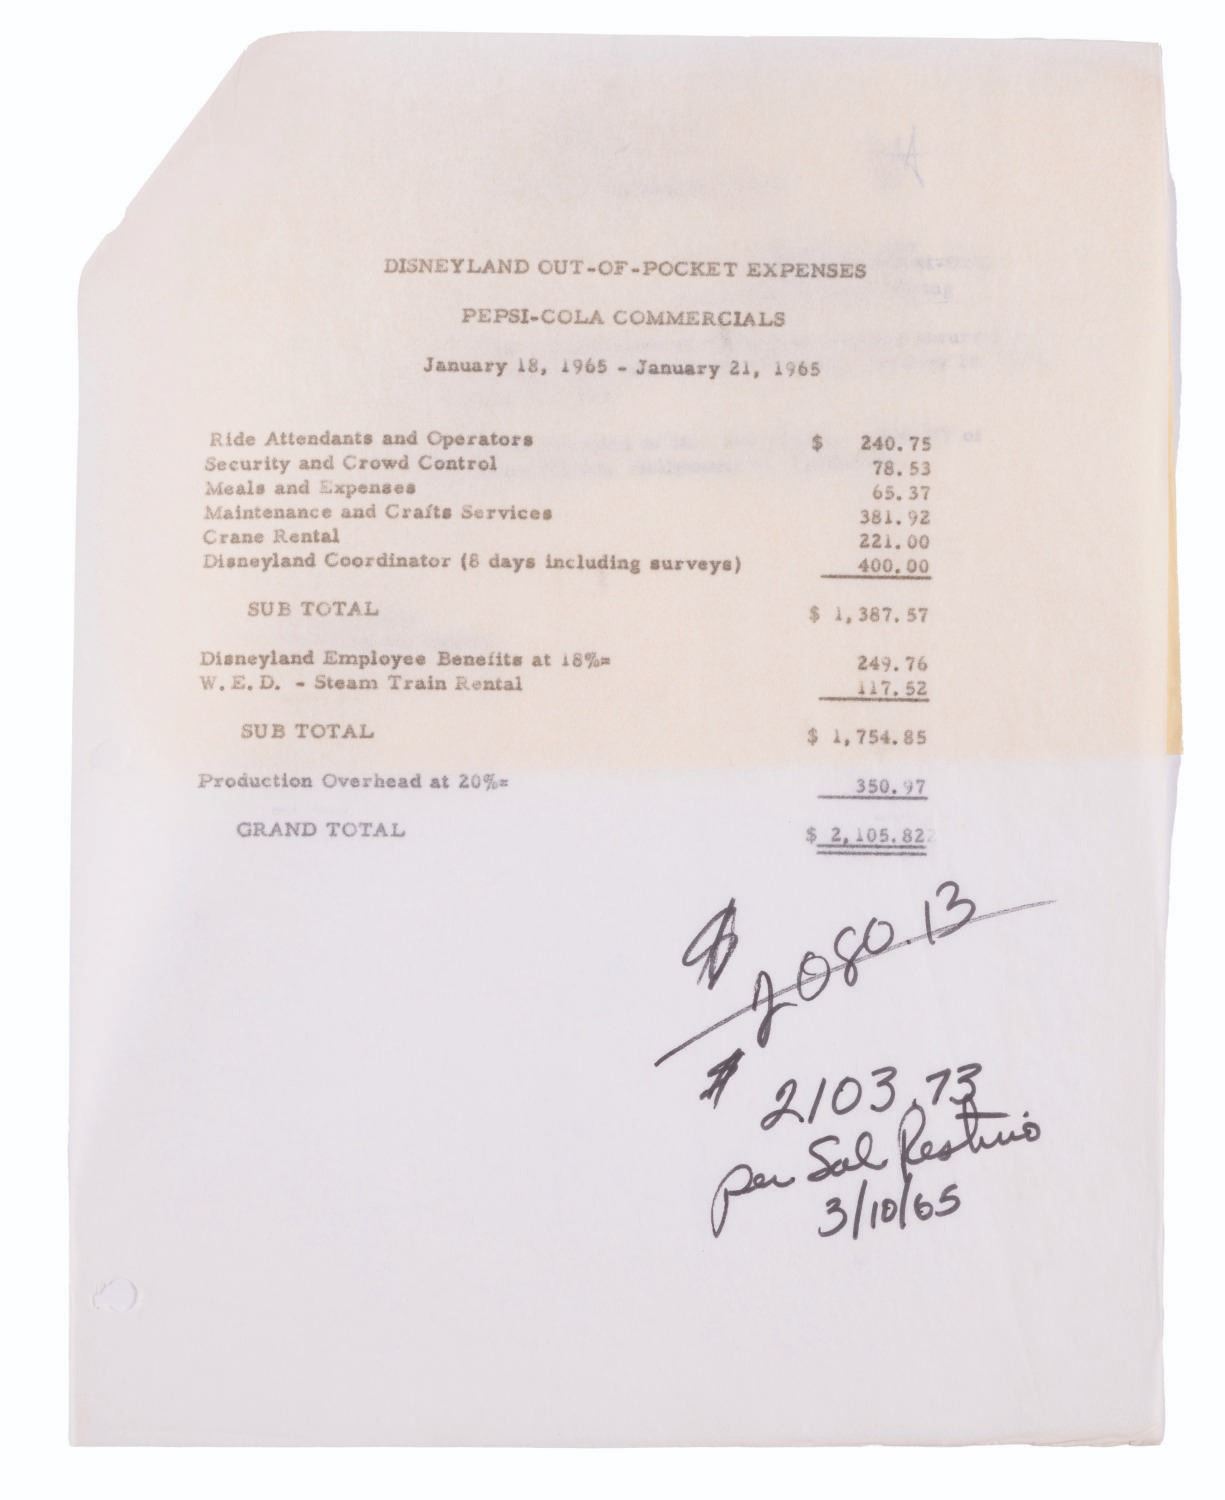 DISNEYLAND OUT-OF-POCKET EXPENSES
PEPSI-COLA COMMERCIALS
January 18, 1965 - January 21, 1965
Ride Attendants and Operators $ 240.75
Security and Crowd Control 78.53
Meals and Expenses 65.37
Maintenance and Crafts Services 381.92
Crane Rental 221.00
Disneyland Coordinator (8 days including surveys) 400.00
SUB TOTAL $ 1,387.57
Disneyland Employee Benefits at 18%= 249.76
W.E.D. - Steam Train Rental 117.52
SUB TOTAL $ 1,754.85
Production Overhead at 20%= 350.97
GRAND TOTAL $ 2,105.82
$ 2080.13
$ 2103.73
per Sal
3/10/65